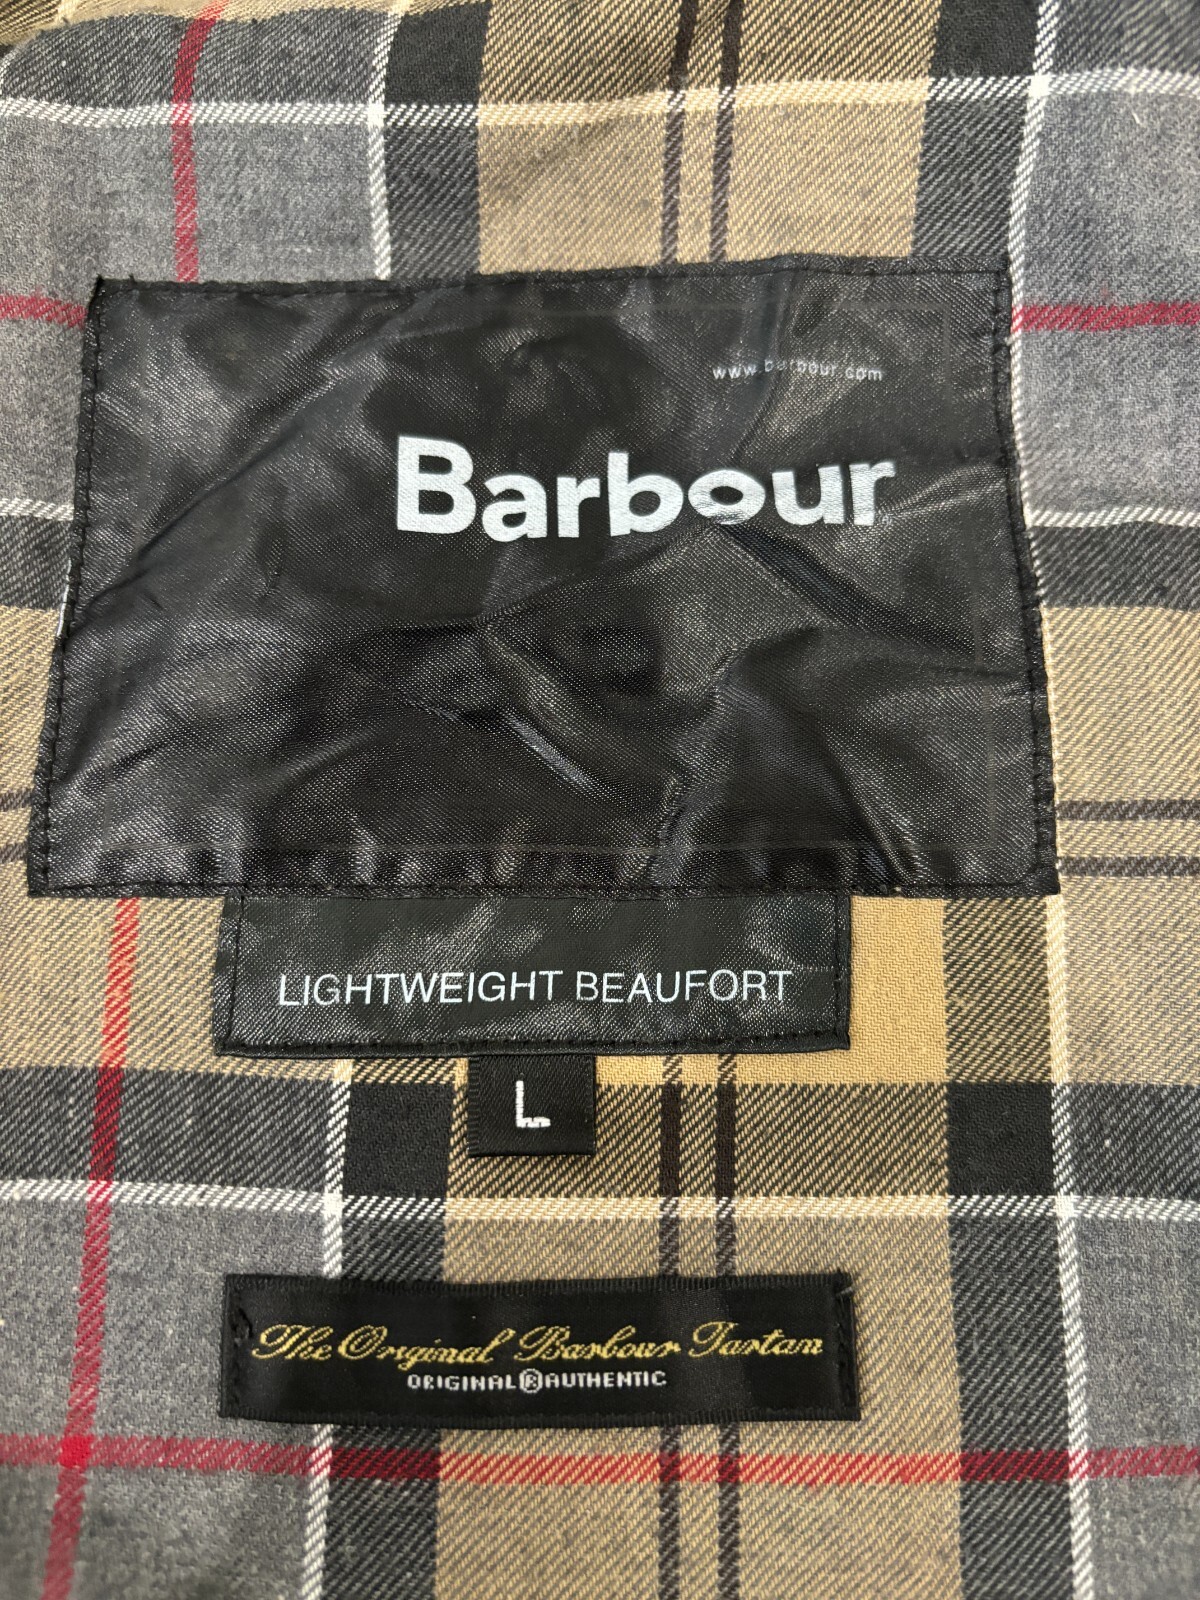 www.barbour.com
Barbour
LIGHTWEIGHT BEAUFORT
L
The Original Barbour Tartan
ORIGINAL ® AUTHENTIC